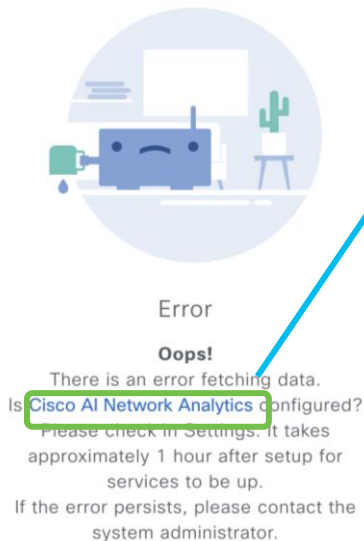 Error
Oops!
There is an error fetching data.
Is Cisco AI Network Analytics configured?
Please check in Settings. It takes
approximately 1 hour after setup for
services to be up.
If the error persists, please contact the
system administrator.